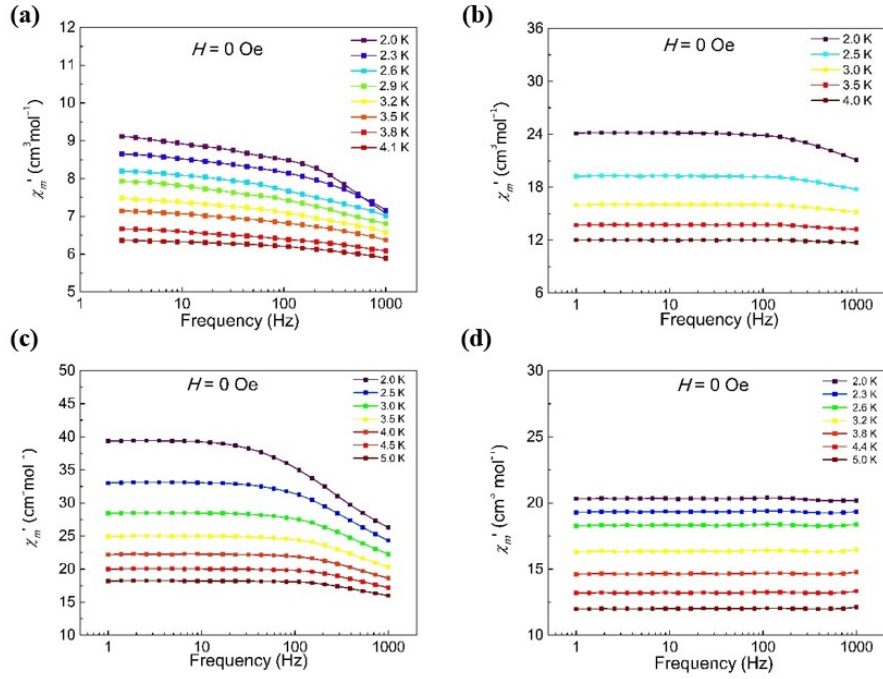 (a)
H = 0 Oe
2.0 K
2.3 K
2.6 K
2.9 K
3.2 K
3.5 K
3.8 K
4.1 K
12
11
10
9
8
7
6
5
χm' (cm³mol⁻¹)
1 10 100 1000
Frequency (Hz)
(b)
H = 0 Oe
2.0 K
2.5 K
3.0 K
3.5 K
4.0 K
36
30
24
18
12
6
χm' (cm³mol⁻¹)
1 10 100 1000
Frequency (Hz)
(c)
H = 0 Oe
2.0 K
2.5 K
3.0 K
3.5 K
4.0 K
4.5 K
5.0 K
50
45
40
35
30
25
20
15
10
χm' (cm⁻mol⁻)
1 10 100 1000
Frequency (Hz)
(d)
H = 0 Oe
2.0 K
2.3 K
2.6 K
3.2 K
3.8 K
4.4 K
5.0 K
30
25
20
15
10
χm' (cm³ mol⁻¹)
1 10 100 1000
Frequency (Hz)